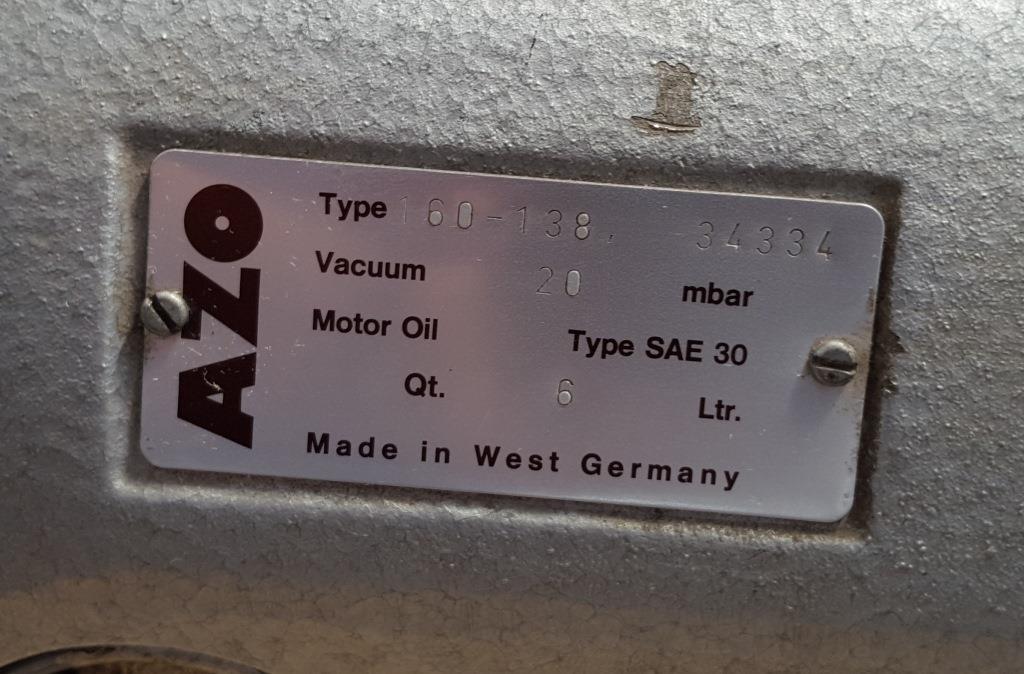 AZO
Type 160-138, 34334
Vacuum 20 mbar
Motor Oil Type SAE 30
Qt. 6 Ltr.
Made in West Germany